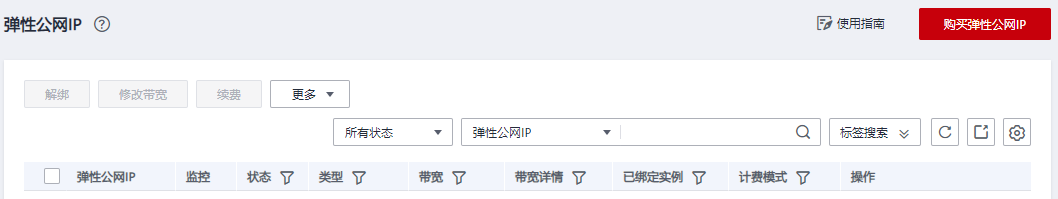 弹性公网IP ? 使用指南 购买弹性公网IP
解绑 修改带宽 续费 更多
所有状态 弹性公网IP 标签搜索
弹性公网IP 监控 状态 类型 带宽 带宽详情 已绑定实例 计费模式 操作